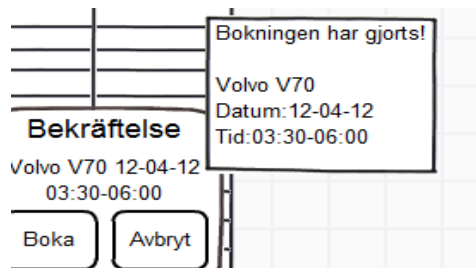 Bokningen har gjorts!
Volvo V70
Datum:12-04-12
Tid:03:30-06:00
Bekräftelse
Volvo V70 12-04-12
03:30-06:00
Boka
Avbryt